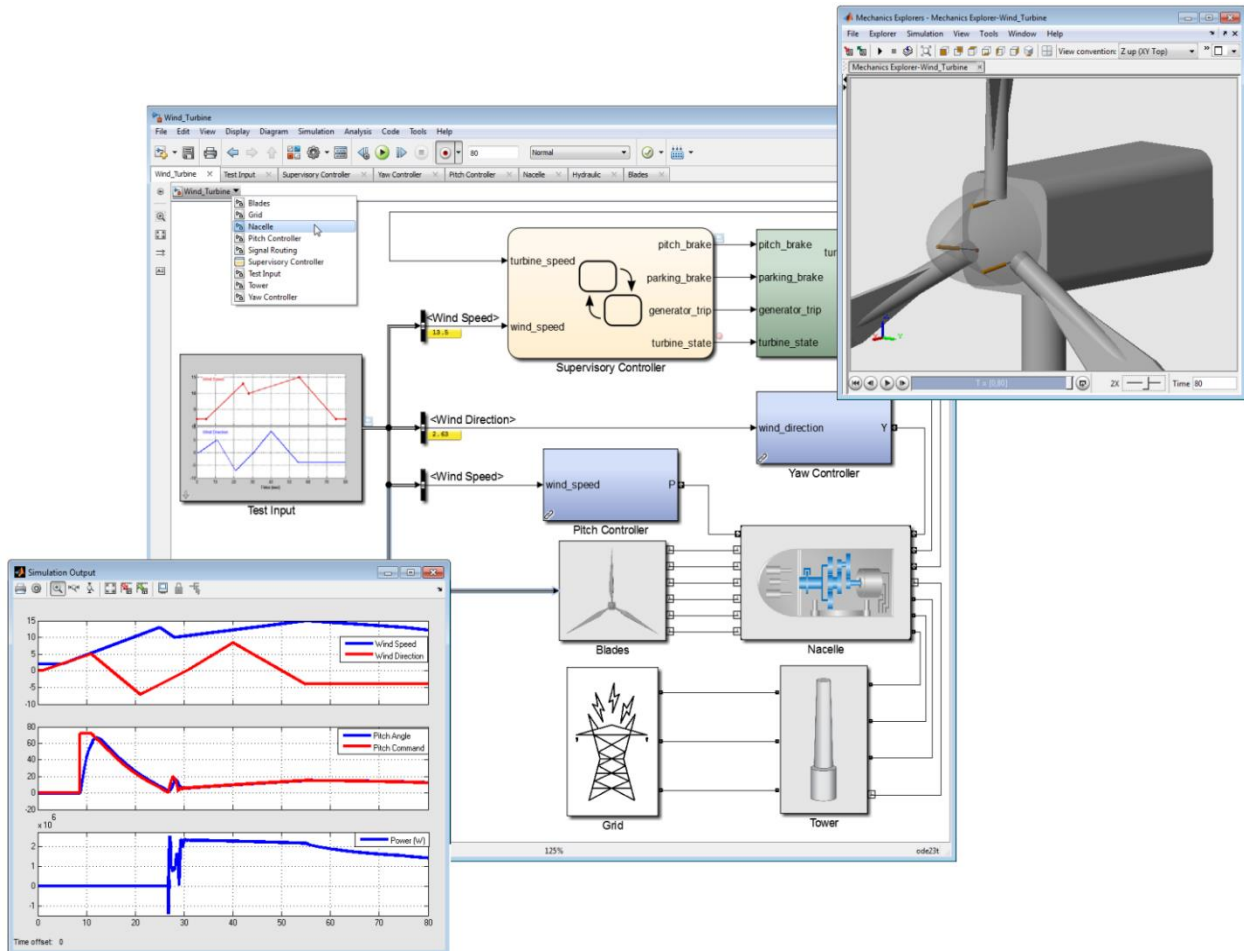 Mechanics Explorers - Mechanics Explorer-Wind_Turbine
File Explorer Simulation View Tools Window Help
View convention: Z up (XY Top)
Mechanics Explorer-Wind_Turbine
2X Time 80
Wind_Turbine
File Edit View Display Diagram Simulation Analysis Code Tools Help
80 Normal
Wind_Turbine Test Input Supervisory Controller Yaw Controller Pitch Controller Nacelle Hydraulic Blades
Wind_Turbine
Blades
Grid
Nacelle
Pitch Controller
Signal Routing
Supervisory Controller
Test Input
Tower
Yaw Controller
turbine_speed
wind_speed
pitch_brake
parking_brake
generator_trip
turbine_state
Supervisory Controller
pitch_brake
parking_brake
generator_trip
turbine_state
<Wind Speed>
13.5
Test Input
<Wind Direction>
2.63
wind_direction Y
Yaw Controller
<Wind Speed>
wind_speed P
Pitch Controller
Blades
Nacelle
Grid
Tower
125% ode23t
Simulation Output
15
10
5
0
-5
-10
Wind Speed
Wind Direction
80
60
40
20
0
-20
Pitch Angle
Pitch Command
x 10 6
2
1
0
-1
Power (W)
0 10 20 30 40 50 60 70 80
Time offset: 0